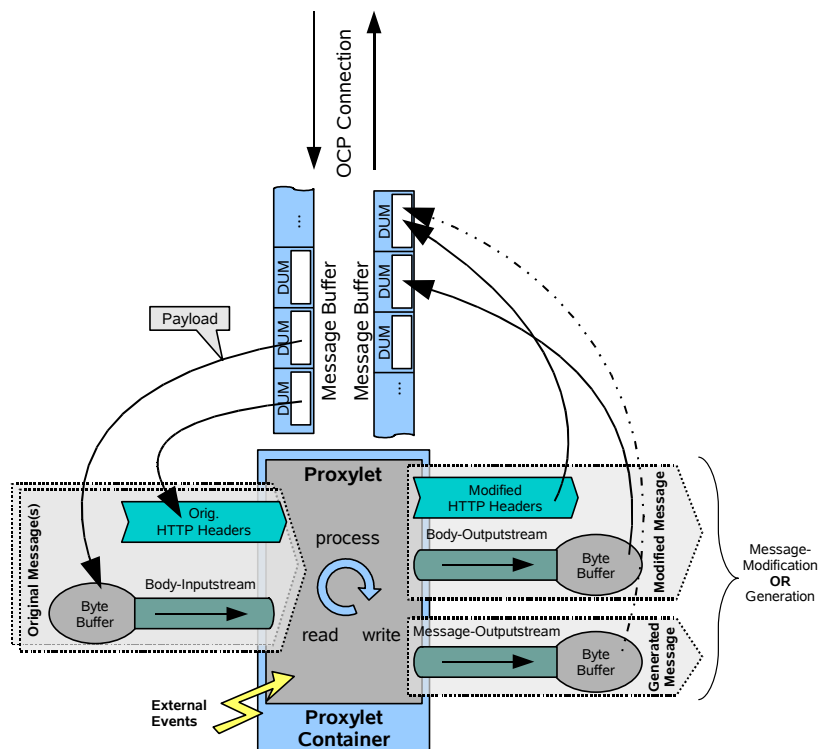 OCP Connection
...
DUM
DUM
DUM
Message Buffer
Message Buffer
DUM
DUM
DUM
...
Payload
Proxylet
Original Message(s)
Orig.
HTTP Headers
Body-Inputstream
Byte
Buffer
process
read
write
External
Events
Proxylet
Container
Modified
HTTP Headers
Body-Outputstream
Byte
Buffer
Modified Message
Message-Outputstream
Byte
Buffer
Generated
Message
Message-
Modification
OR
Generation